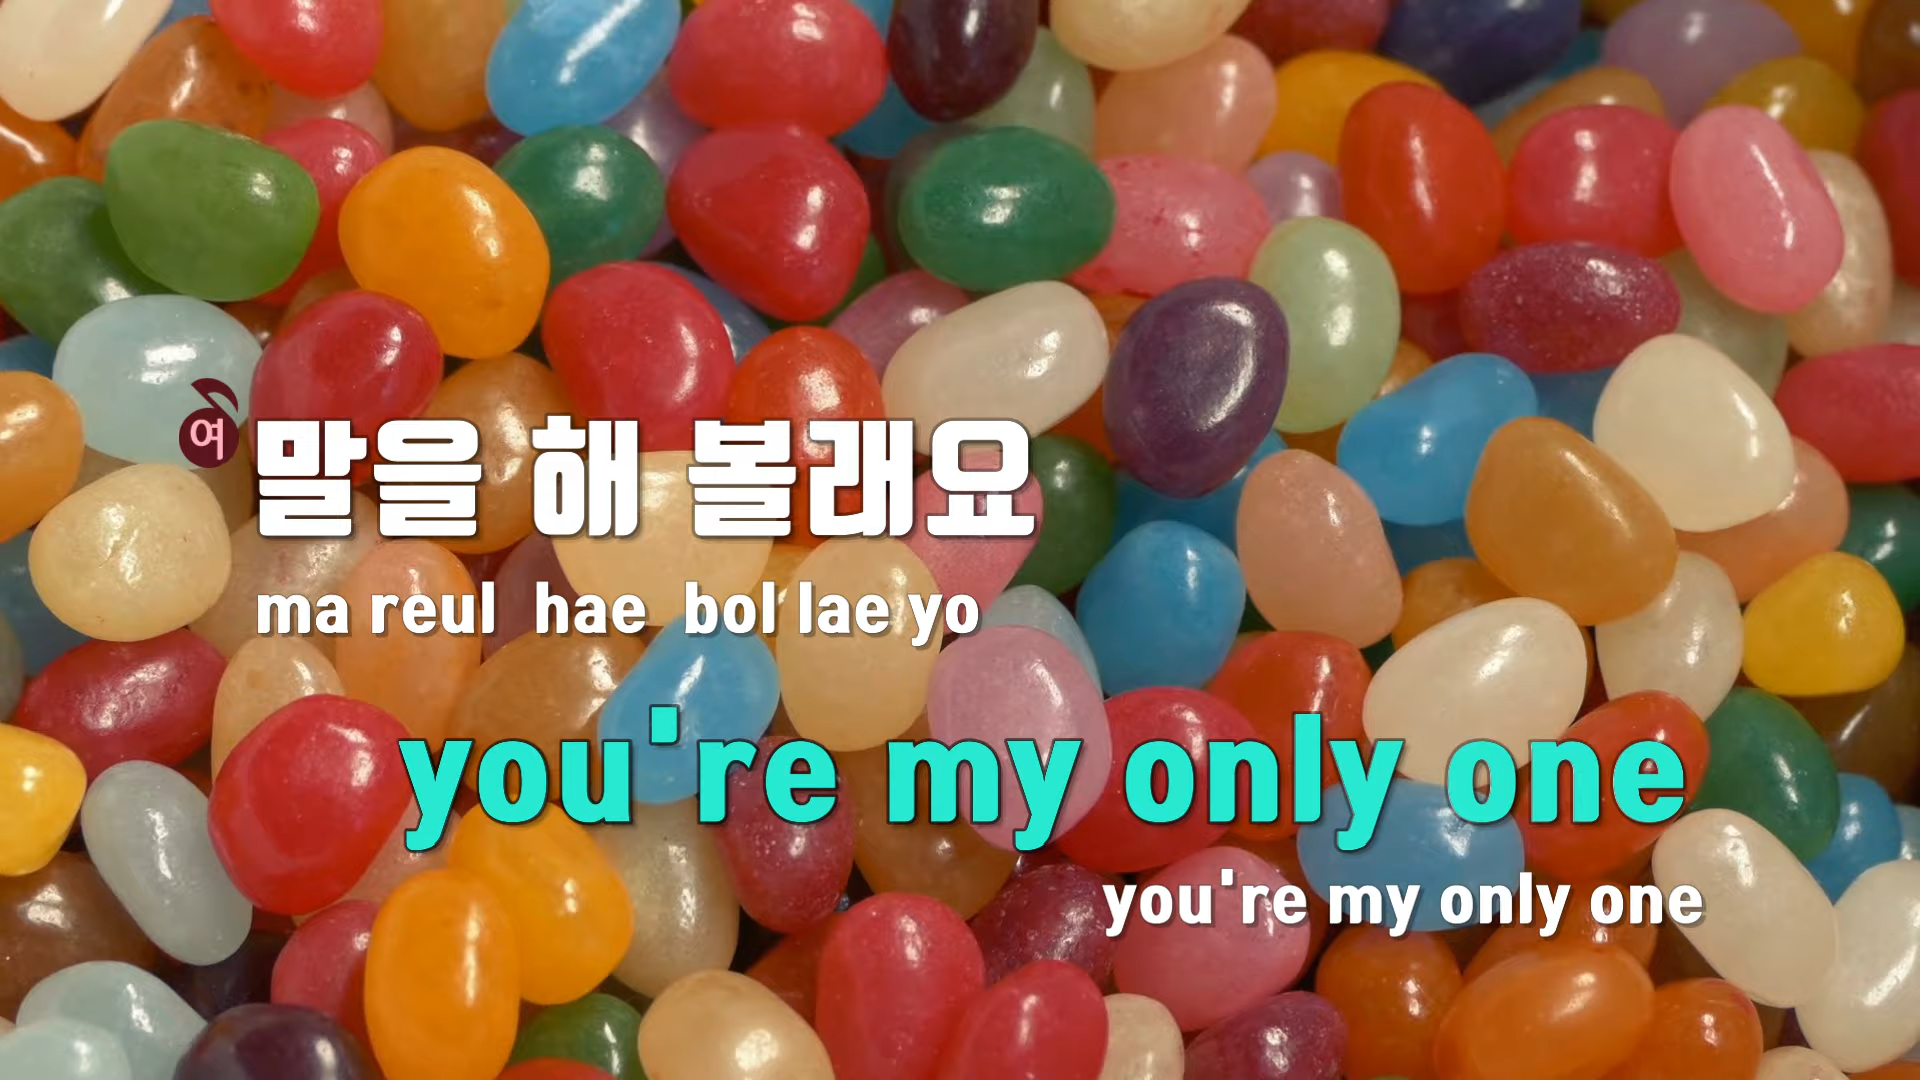 여
말을 해 볼래요
ma reul hae bol lae yo
you're my only one
you're my only one